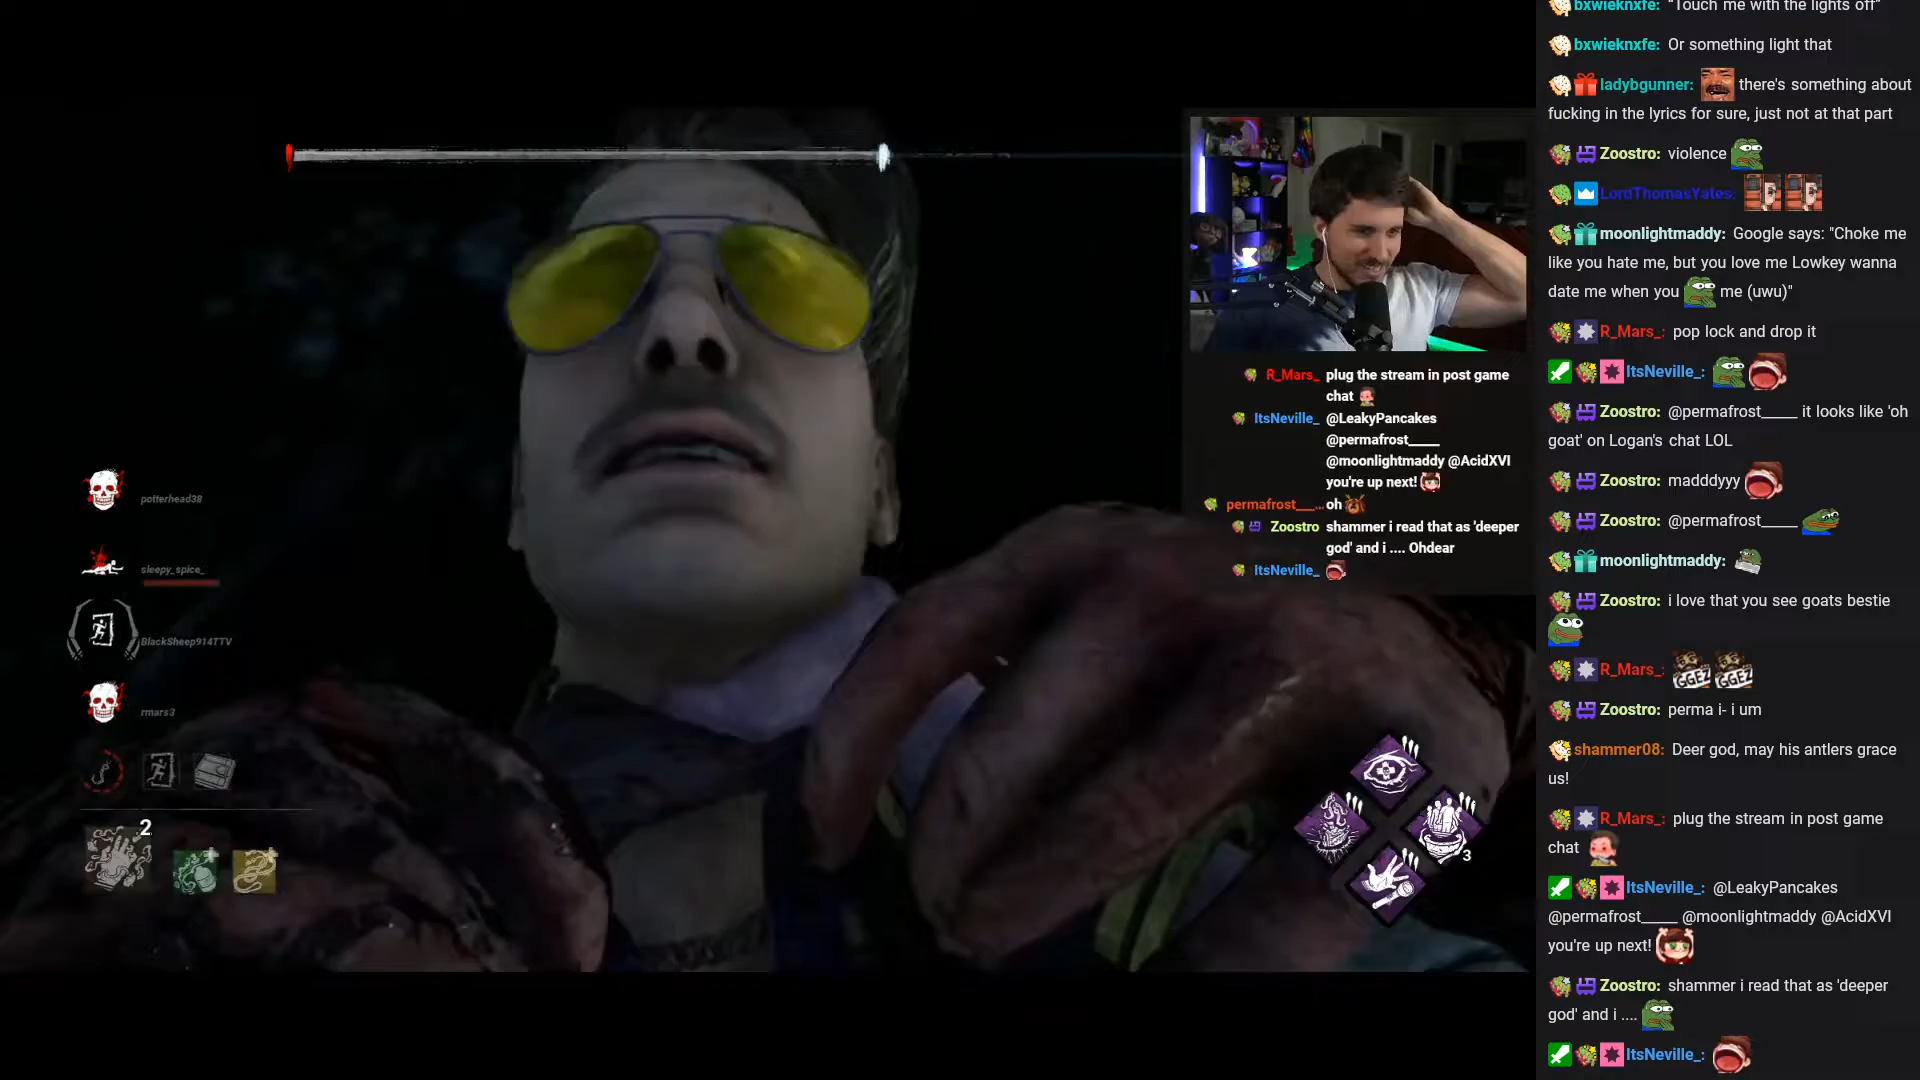 potterhead38
sleepy_spice_
BlackSheep914TTV
rmars3
2
3
R_Mars_ plug the stream in post game
chat
ItsNeville_ @LeakyPancakes
@permafrost_____
@moonlightmaddy @AcidXVI
you're up next!
permafrost___... oh
Zoostro shammer i read that as 'deeper
god' and i .... Ohdear
ItsNeville_
bxwieknxfe: "Touch me with the lights off"
bxwieknxfe: Or something light that
ladybgunner: there's something about
fucking in the lyrics for sure, just not at that part
Zoostro: violence
LordThomasYates:
moonlightmaddy: Google says: "Choke me
like you hate me, but you love me Lowkey wanna
date me when you me (uwu)"
R_Mars_: pop lock and drop it
ItsNeville_:
Zoostro: @permafrost_____ it looks like 'oh
goat' on Logan's chat LOL
Zoostro: madddyyy
Zoostro: @permafrost_____
moonlightmaddy:
Zoostro: i love that you see goats bestie
R_Mars_: GGEZ GGEZ
Zoostro: perma i- i um
shammer08: Deer god, may his antlers grace
us!
R_Mars_: plug the stream in post game
chat
ItsNeville_: @LeakyPancakes
@permafrost_____ @moonlightmaddy @AcidXVI
you're up next!
Zoostro: shammer i read that as 'deeper
god' and i ....
ItsNeville_: